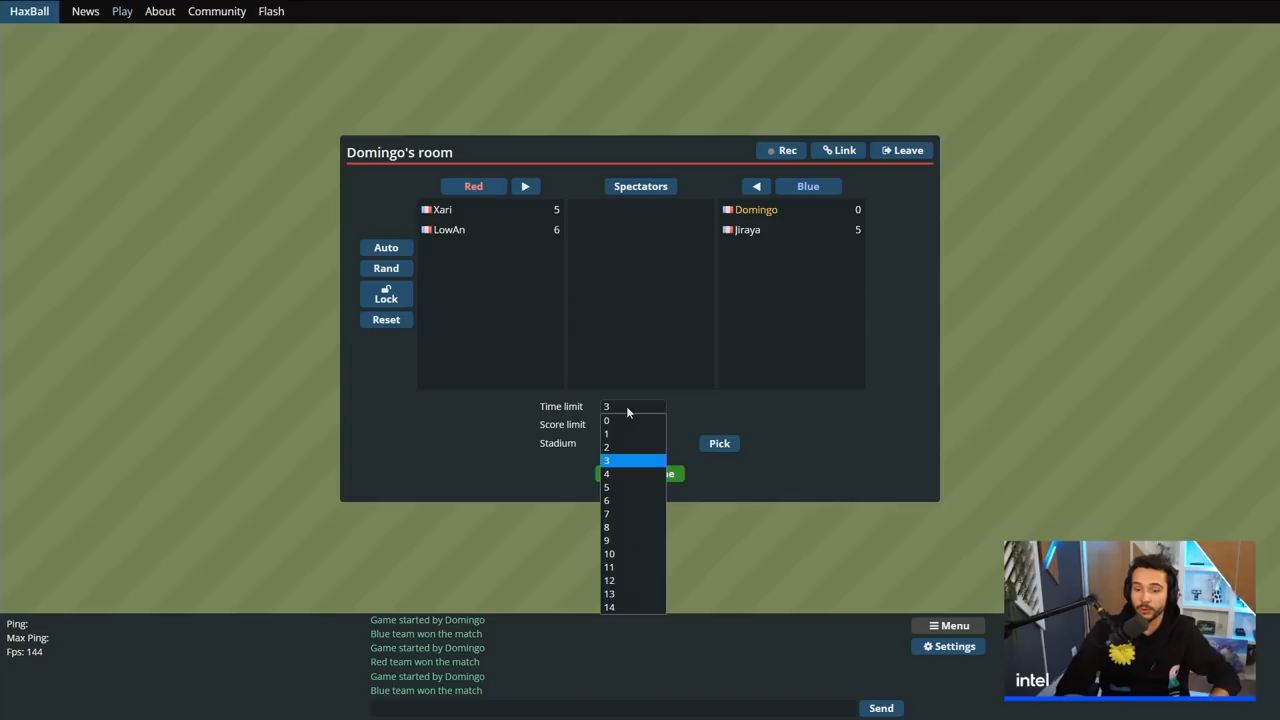 HaxBall News Play About Community Flash
Domingo's room
Rec Link Leave
Red Spectators Blue
Xari 5
LowAn 6
Domingo 0
Jiraya 5
Auto
Rand
Lock
Reset
Time limit 3
Score limit
Stadium Pick
0
1
2
3
4
5
6
7
8
9
10
11
12
13
14
Ping:
Max Ping:
Fps: 144
Game started by Domingo
Blue team won the match
Game started by Domingo
Red team won the match
Game started by Domingo
Blue team won the match
Menu
Settings
Send
intel